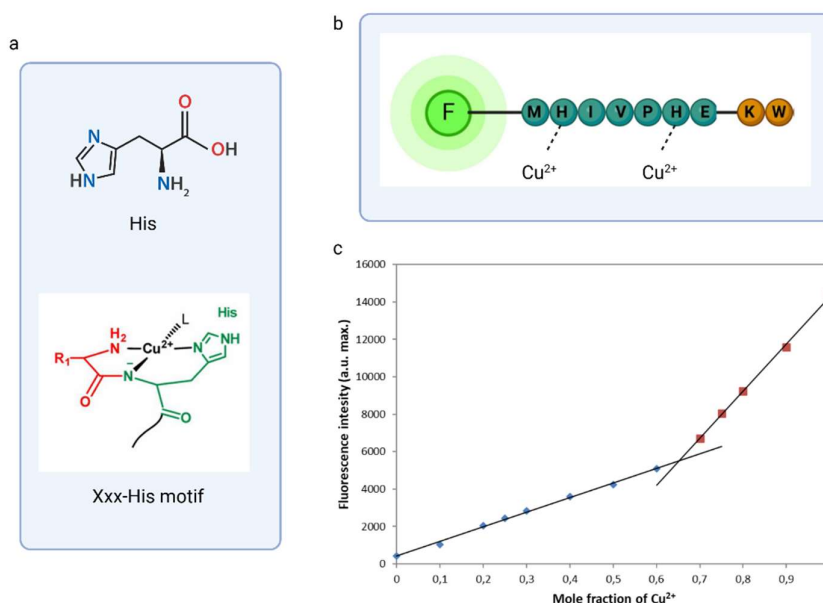 a
O
OH
N
HN
NH₂
His
L
His
H₂
N
Cu²⁺
N
NH
R₁
N
–
O
O
Xxx-His motif
b
F
M H I V P H E K W
Cu²⁺ Cu²⁺
c
Fluorescence intesity (a.u. max.)
16000
14000
12000
10000
8000
6000
4000
2000
0
0 0,1 0,2 0,3 0,4 0,5 0,6 0,7 0,8 0,9
Mole fraction of Cu²⁺